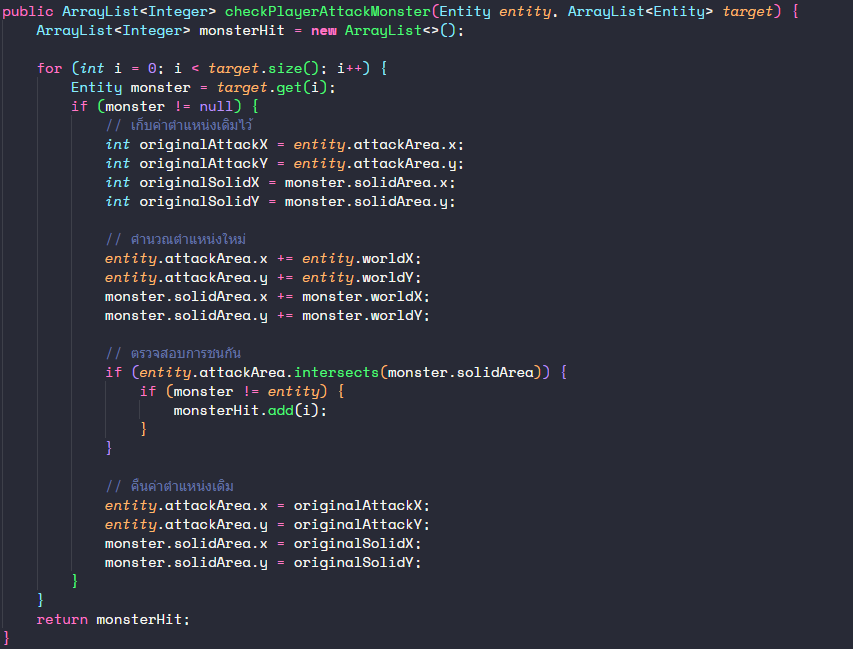 public ArrayList<Integer> checkPlayerAttackMonster(Entity entity, ArrayList<Entity> target) {
ArrayList<Integer> monsterHit = new ArrayList<>();
for (int i = 0; i < target.size(); i++) {
Entity monster = target.get(i);
if (monster != null) {
// เก็บค่าตำแหน่งเดิมไว้
int originalAttackX = entity.attackArea.x;
int originalAttackY = entity.attackArea.y;
int originalSolidX = monster.solidArea.x;
int originalSolidY = monster.solidArea.y;
// คำนวณตำแหน่งใหม่
entity.attackArea.x += entity.worldX;
entity.attackArea.y += entity.worldY;
monster.solidArea.x += monster.worldX;
monster.solidArea.y += monster.worldY;
// ตรวจสอบการชนกัน
if (entity.attackArea.intersects(monster.solidArea)) {
if (monster != entity) {
monsterHit.add(i);
}
}
// คืนค่าตำแหน่งเดิม
entity.attackArea.x = originalAttackX;
entity.attackArea.y = originalAttackY;
monster.solidArea.x = originalSolidX;
monster.solidArea.y = originalSolidY;
}
}
return monsterHit;
}